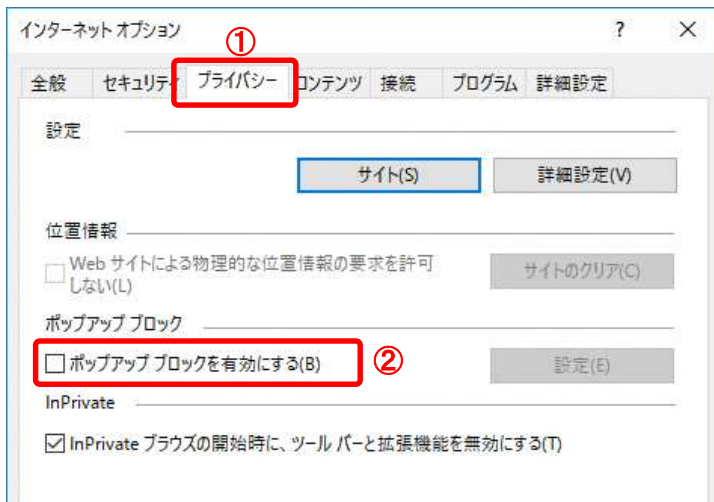 インターネット オプション ? ×
①
全般 セキュリティ プライバシー コンテンツ 接続 プログラム 詳細設定
設定
サイト(S) 詳細設定(V)
位置情報
Web サイトによる物理的な位置情報の要求を許可
しない(L)
サイトのクリア(C)
ポップアップ ブロック
ポップアップ ブロックを有効にする(B) ② 設定(E)
InPrivate
InPrivate ブラウズの開始時に、ツール バーと拡張機能を無効にする(T)